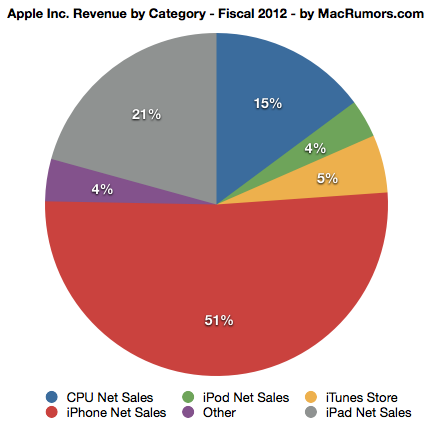 Apple Inc. Revenue by Category - Fiscal 2012 - by MacRumors.com
15%
21%
4%
5%
4%
51%
CPU Net Sales iPod Net Sales iTunes Store
iPhone Net Sales Other iPad Net Sales